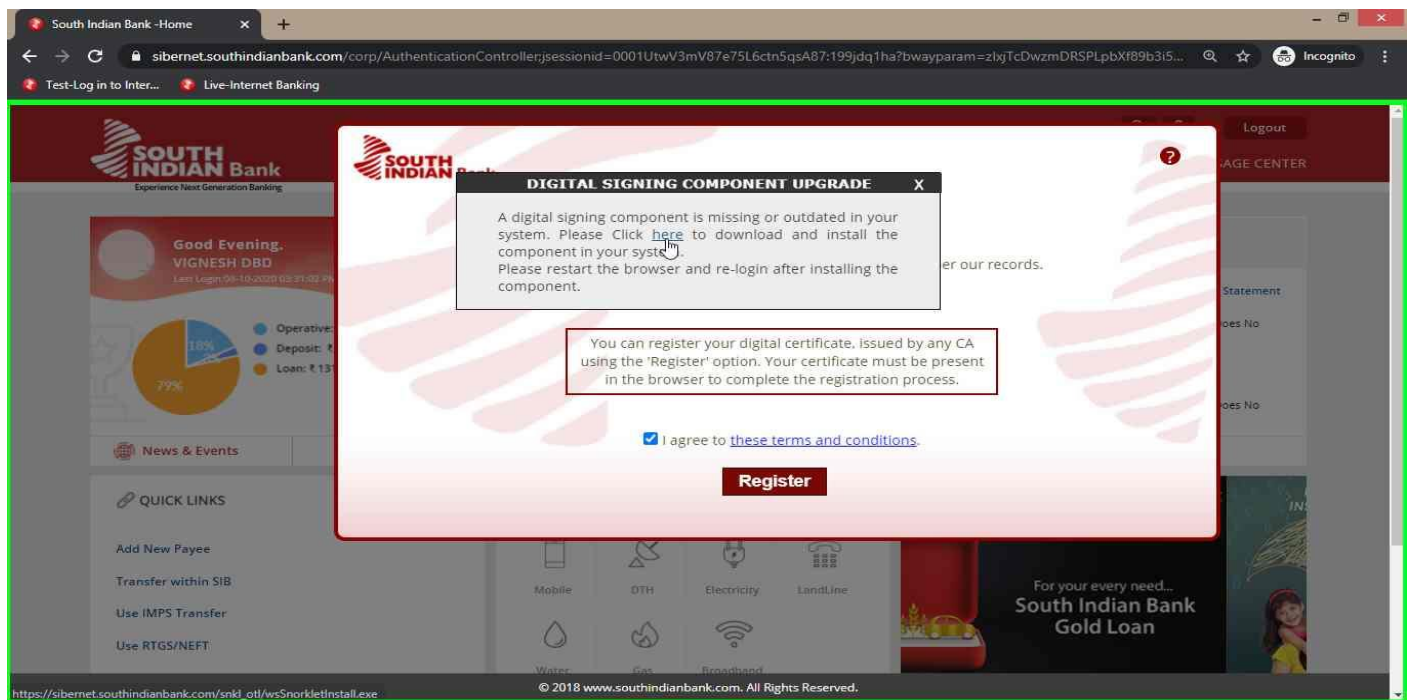 South Indian Bank -Home
sibernet.southindianbank.com/corp/AuthenticationController;jsessionid=0001UtwV3mV87e75L6ctn5qsA87:199jdq1ha?bwayparam=zlxjTcDwzmDRSPLpbXf89b3i5...
Incognito
Test-Log in to Inter... Live-Internet Banking
Logout
SOUTH
INDIAN Bank
Experience Next Generation Banking
AGE CENTER
SOUTH
INDIAN Bank
DIGITAL SIGNING COMPONENT UPGRADE X
A digital signing component is missing or outdated in your
system. Please Click here to download and install the
component in your system.
Please restart the browser and re-login after installing the
component.
er our records.
You can register your digital certificate, issued by any CA
using the 'Register' option. Your certificate must be present
in the browser to complete the registration process.
I agree to these terms and conditions.
Register
Good Evening,
VIGNESH DBD
Operative:
Deposit: ₹
Loan: ₹ 131
18%
79%
Statement
oes No
oes No
News & Events
QUICK LINKS
Add New Payee
Transfer within SIB
Use IMPS Transfer
Use RTGS/NEFT
Mobile DTH Electricity LandLine
Water Gas Broadband
For your every need...
South Indian Bank
Gold Loan
IN
© 2018 www.southindianbank.com. All Rights Reserved.
https://sibernet.southindianbank.com/snkl_otl/wsSnorkletInstall.exe